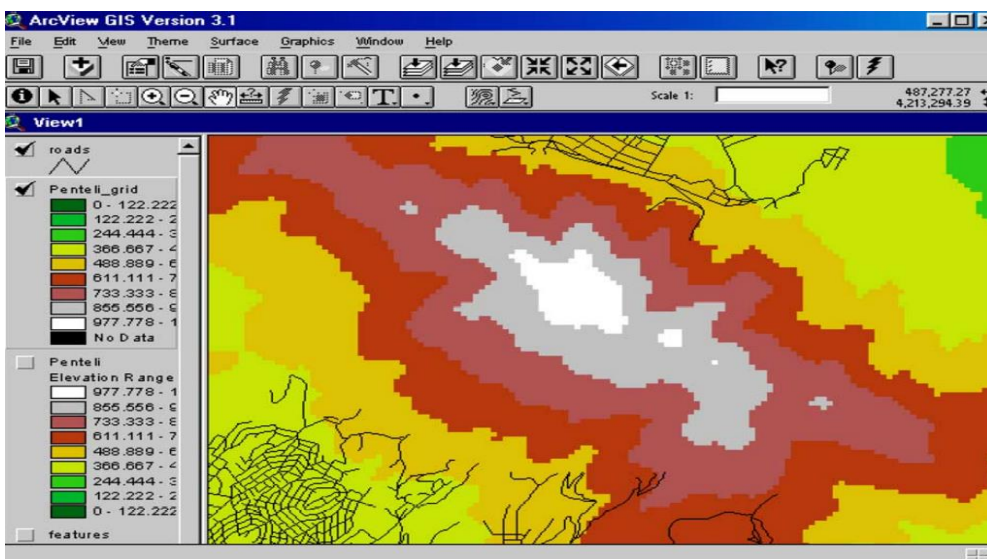 ArcView GIS Version 3.1
File Edit View Theme Surface Graphics Window Help
Scale 1:
487,277.27
4,213,294.39
View1
roads
Penteli_grid
0 - 122.222
122.222 - 2
244.444 - 3
366.667 - 4
488.889 - 6
611.111 - 7
733.333 - 8
855.556 - 9
977.778 - 1
No Data
Penteli
Elevation Range
977.778 - 1
855.556 - 9
733.333 - 8
611.111 - 7
488.889 - 6
366.667 - 4
244.444 - 3
122.222 - 2
0 - 122.222
features